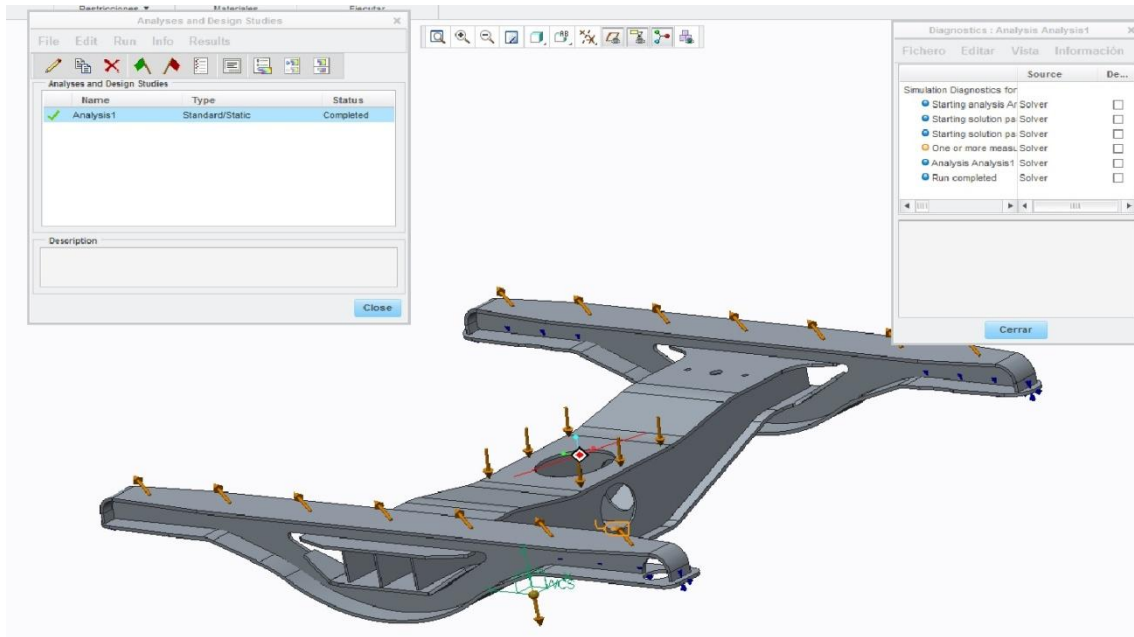 Restricciones ▼ Materiales Ejecutar
Analyses and Design Studies
File Edit Run Info Results
Analyses and Design Studies
Name Type Status
Analysis1 Standard/Static Completed
Description
Close
Diagnostics : Analysis Analysis1
Fichero Editar Vista Información
Source De...
Simulation Diagnostics for
Starting analysis Ar Solver
Starting solution pa Solver
Starting solution pa Solver
One or more measu Solver
Analysis Analysis1 Solver
Run completed Solver
Cerrar
WCS